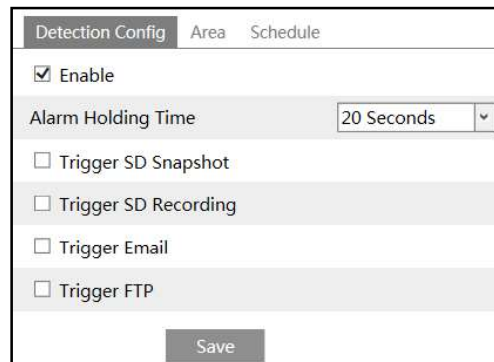 Detection Config Area Schedule
Enable
Alarm Holding Time 20 Seconds
Trigger SD Snapshot
Trigger SD Recording
Trigger Email
Trigger FTP
Save